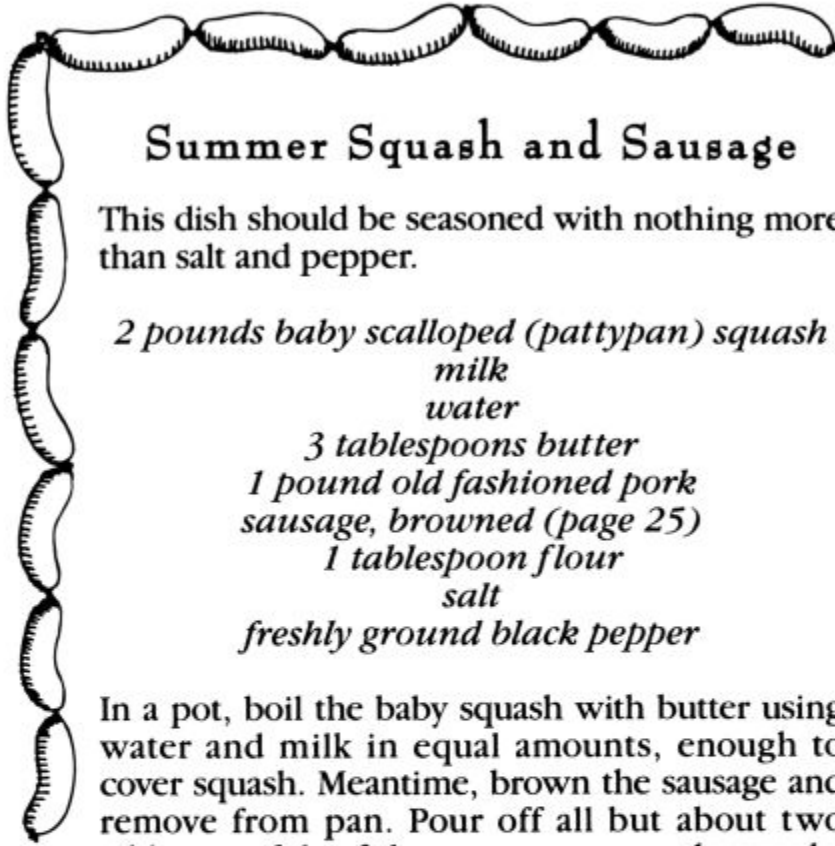 Summer Squash and Sausage
This dish should be seasoned with nothing more
than salt and pepper.
2 pounds baby scalloped (pattypan) squash
milk
water
3 tablespoons butter
1 pound old fashioned pork
sausage, browned (page 25)
1 tablespoon flour
salt
freshly ground black pepper
In a pot, boil the baby squash with butter using
water and milk in equal amounts, enough to
cover squash. Meantime, brown the sausage and
remove from pan. Pour off all but about two